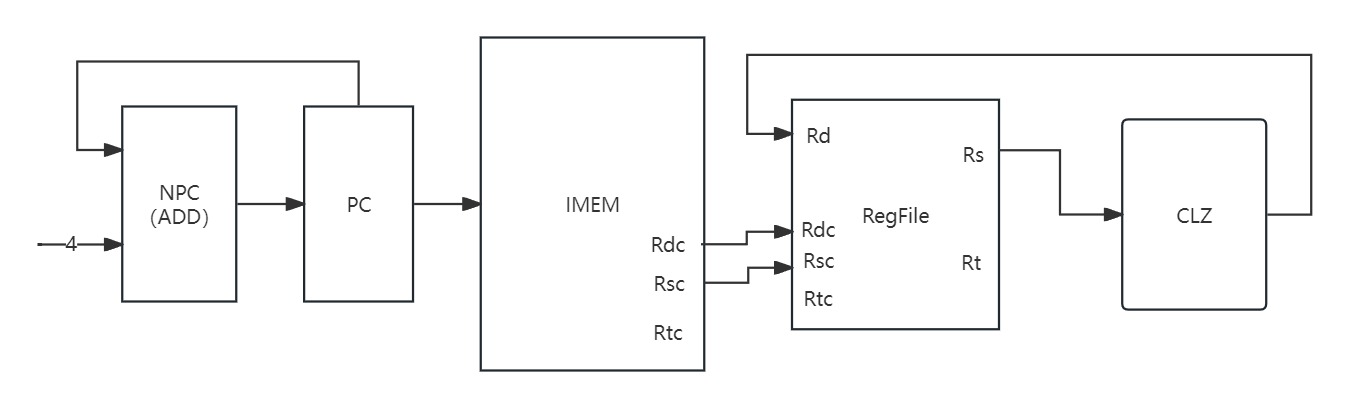 NPC
(ADD)
4
PC
IMEM
Rdc
Rsc
Rtc
Rd
Rdc
Rsc
Rtc
RegFile
Rs
Rt
CLZ